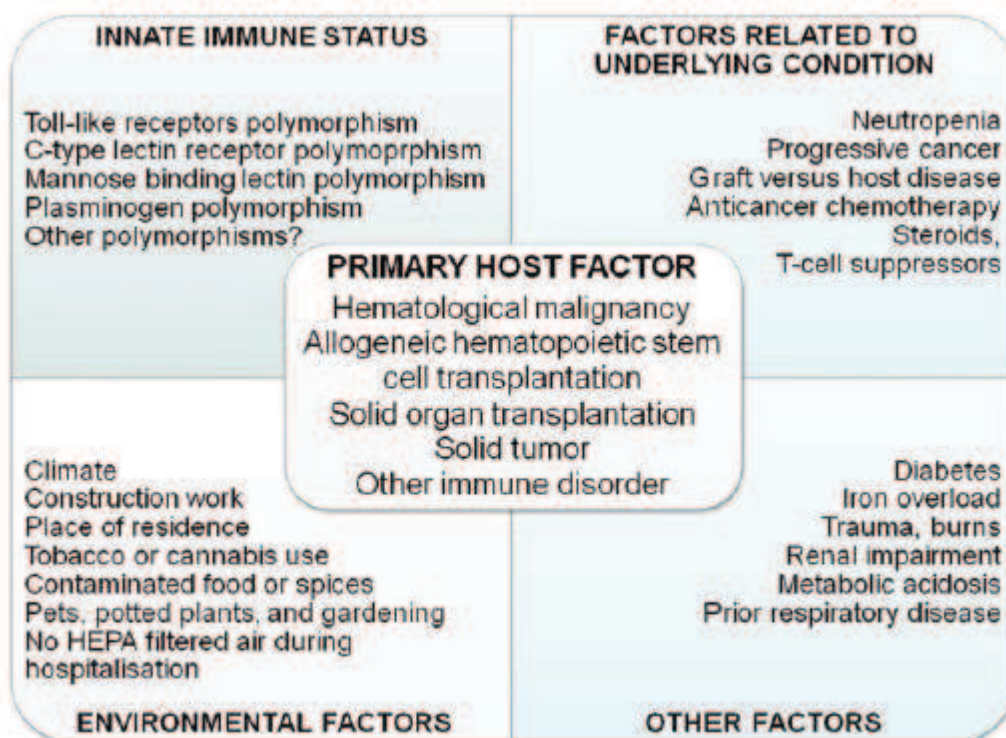 INNATE IMMUNE STATUS
Toll-like receptors polymorphism
C-type lectin receptor polymoprphism
Mannose binding lectin polymorphism
Plasminogen polymorphism
Other polymorphisms?
FACTORS RELATED TO
UNDERLYING CONDITION
Neutropenia
Progressive cancer
Graft versus host disease
Anticancer chemotherapy
Steroids,
T-cell suppressors
PRIMARY HOST FACTOR
Hematological malignancy
Allogeneic hematopoietic stem
cell transplantation
Solid organ transplantation
Solid tumor
Other immune disorder
Climate
Construction work
Place of residence
Tobacco or cannabis use
Contaminated food or spices
Pets, potted plants, and gardening
No HEPA filtered air during
hospitalisation
ENVIRONMENTAL FACTORS
Diabetes
Iron overload
Trauma, burns
Renal impairment
Metabolic acidosis
Prior respiratory disease
OTHER FACTORS